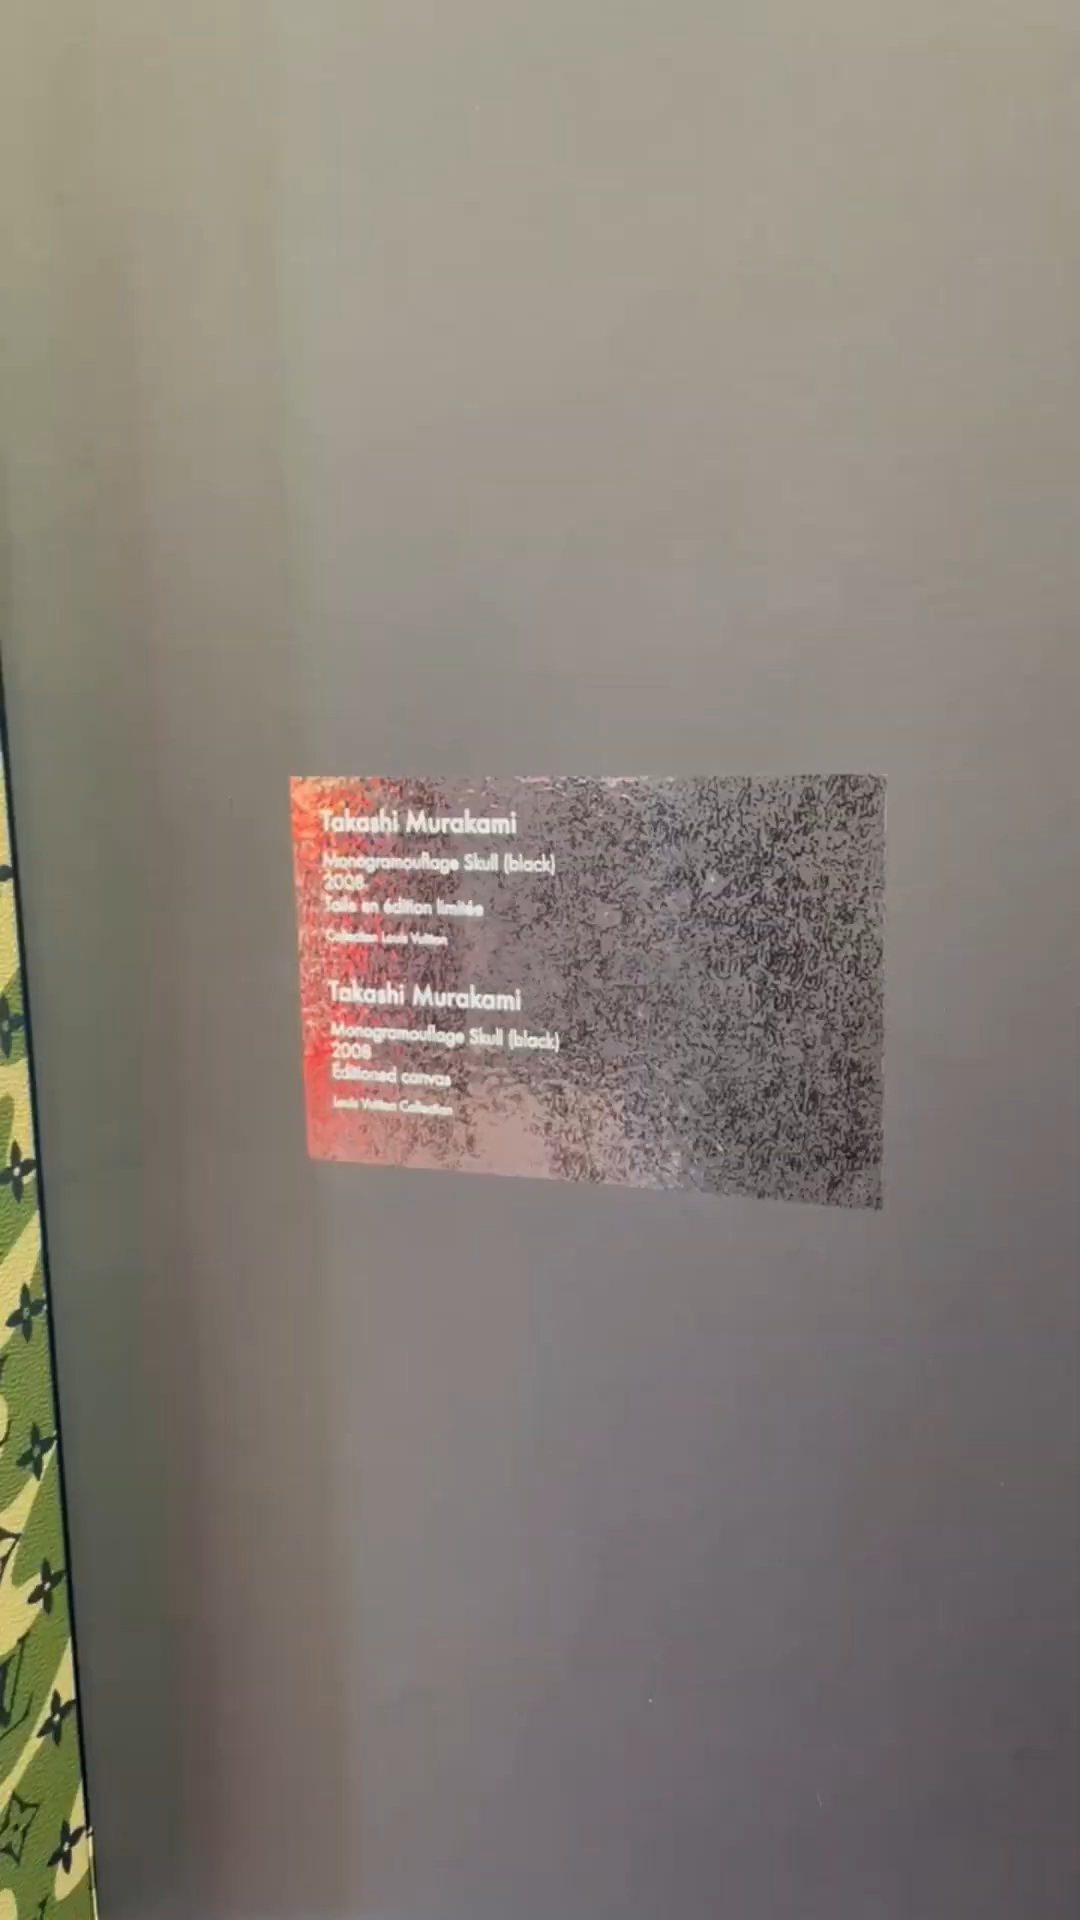 Takashi Murakami
Monogramouflage Skull (black)
2008
Toile en édition limitée
Collection Louis Vuitton
Takashi Murakami
Monogramouflage Skull (black)
2008
Editioned canvas
Louis Vuitton Collection